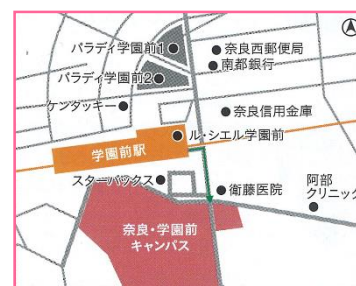 パラディ学園前1
奈良西郵便局
南都銀行
パラディ学園前2
ケンタッキー
奈良信用金庫
ル・シエル学園前
学園前駅
スターバックス
衛藤医院
阿部
クリニック
奈良・学園前
キャンパス